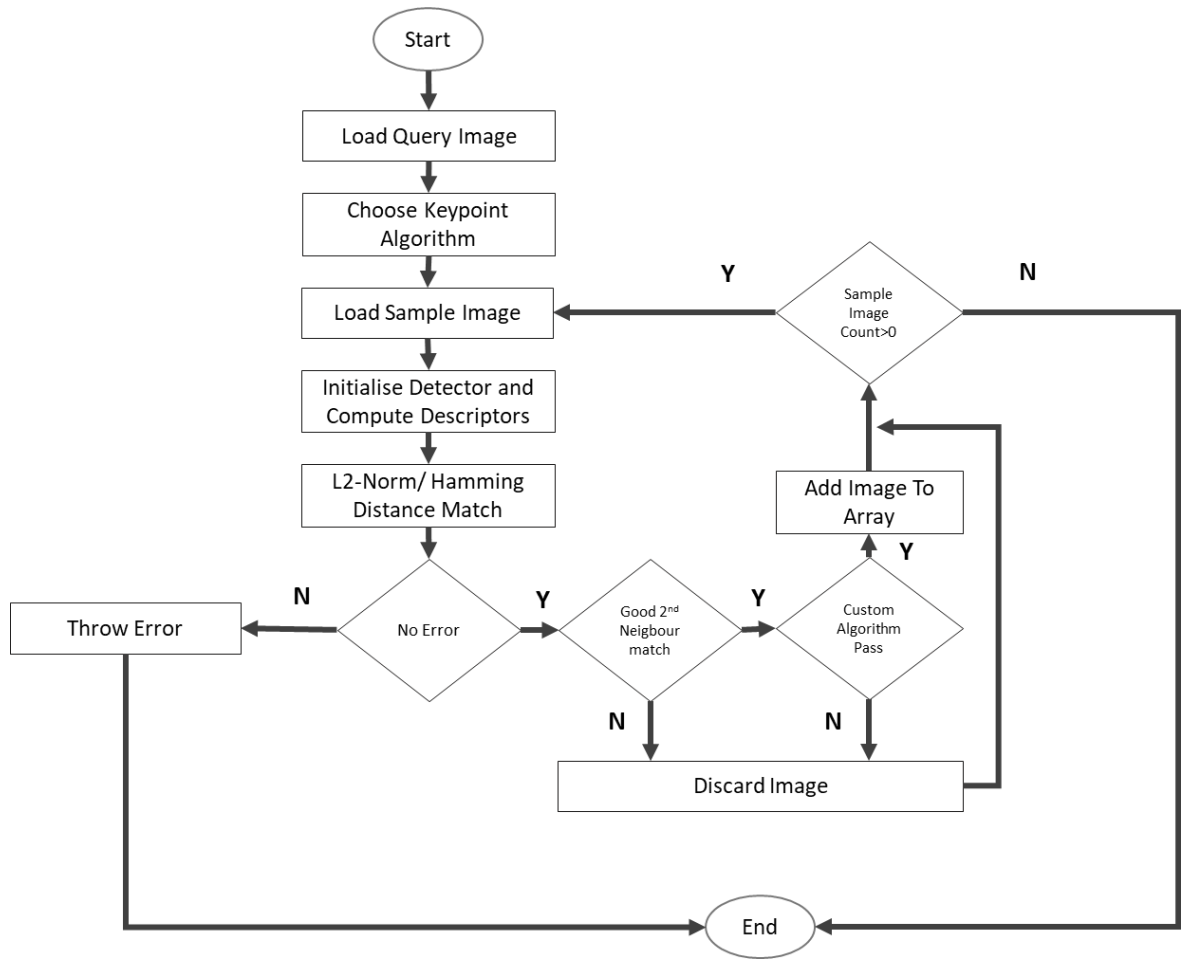 Start
Load Query Image
Choose Keypoint
Algorithm
Load Sample Image
Initialise Detector and
Compute Descriptors
L2-Norm/ Hamming
Distance Match
No Error
N
Throw Error
Y
Good 2nd
Neigbour
match
Y
N
Custom
Algorithm
Pass
Y
N
Add Image To
Array
Discard Image
Sample
Image
Count>0
Y
N
End